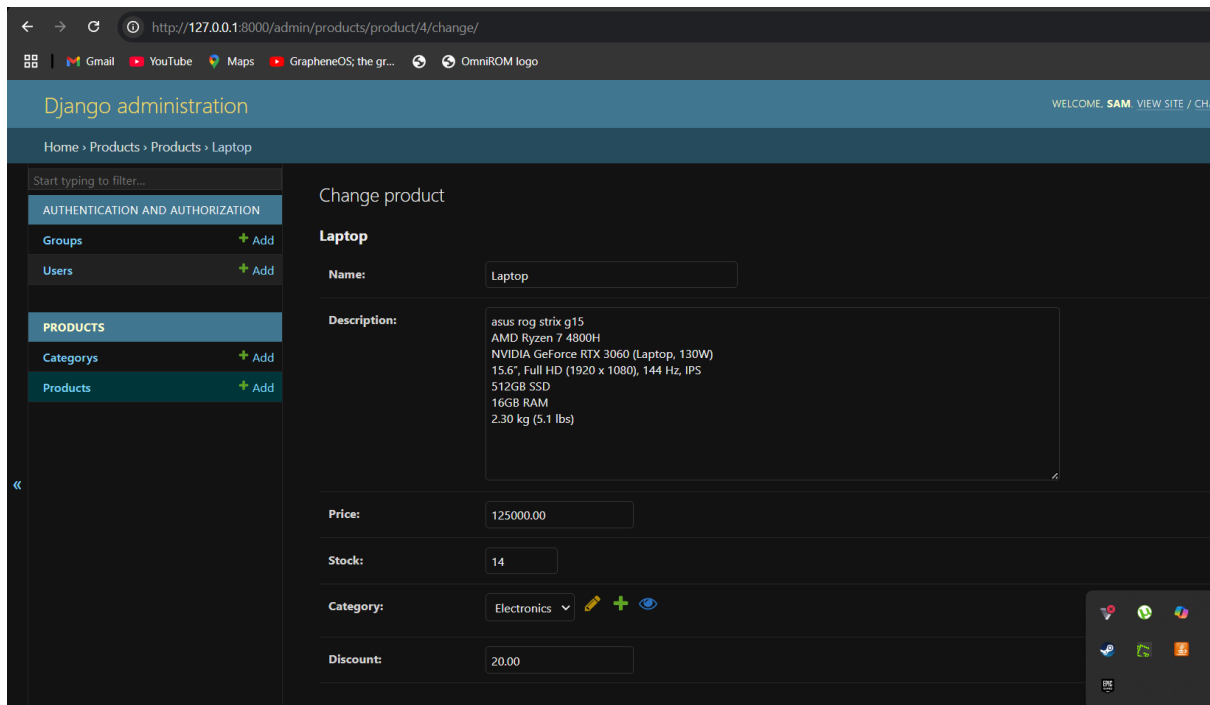 http://127.0.0.1:8000/admin/products/product/4/change/
Gmail YouTube Maps GrapheneOS; the gr... OmniROM logo
Django administration
WELCOME, SAM. VIEW SITE / CHA
Home › Products › Products › Laptop
Start typing to filter...
AUTHENTICATION AND AUTHORIZATION
Groups + Add
Users + Add
PRODUCTS
Categorys + Add
Products + Add
«
Change product
Laptop
Name: Laptop
Description: asus rog strix g15
AMD Ryzen 7 4800H
NVIDIA GeForce RTX 3060 (Laptop, 130W)
15.6”, Full HD (1920 x 1080), 144 Hz, IPS
512GB SSD
16GB RAM
2.30 kg (5.1 lbs)
Price: 125000.00
Stock: 14
Category: Electronics
Discount: 20.00
EPIC